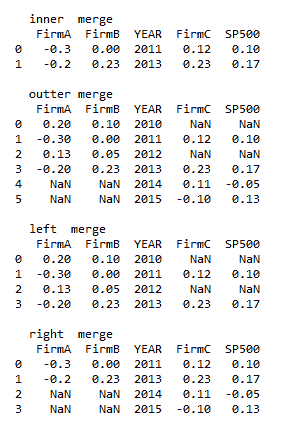 inner  merge
   FirmA  FirmB  YEAR  FirmC  SP500
0   -0.3   0.00  2011   0.12   0.10
1   -0.2   0.23  2013   0.23   0.17
outter merge
   FirmA  FirmB  YEAR  FirmC  SP500
0   0.20   0.10  2010    NaN    NaN
1  -0.30   0.00  2011   0.12   0.10
2   0.13   0.05  2012    NaN    NaN
3  -0.20   0.23  2013   0.23   0.17
4    NaN    NaN  2014   0.11  -0.05
5    NaN    NaN  2015  -0.10   0.13
left  merge
   FirmA  FirmB  YEAR  FirmC  SP500
0   0.20   0.10  2010    NaN    NaN
1  -0.30   0.00  2011   0.12   0.10
2   0.13   0.05  2012    NaN    NaN
3  -0.20   0.23  2013   0.23   0.17
right  merge
   FirmA  FirmB  YEAR  FirmC  SP500
0   -0.3   0.00  2011   0.12   0.10
1   -0.2   0.23  2013   0.23   0.17
2    NaN    NaN  2014   0.11  -0.05
3    NaN    NaN  2015  -0.10   0.13